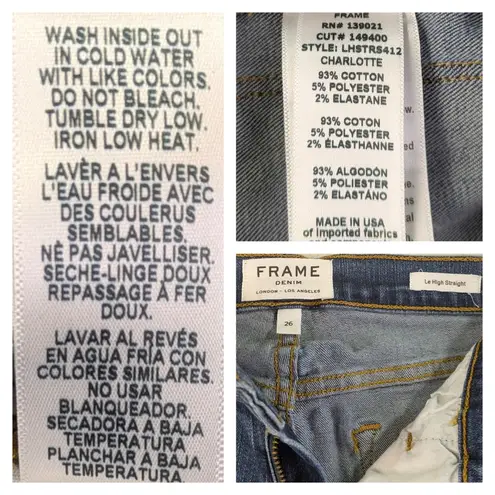 WASH INSIDE OUT
IN COLD WATER
WITH LIKE COLORS.
DO NOT BLEACH.
TUMBLE DRY LOW.
IRON LOW HEAT.
LAVÈR A L'ENVERS
L'EAU FROIDE AVEC
DES COULERUS
SEMBLABLES.
NÈ PAS JAVELLISER.
SECHE-LINGE DOUX
REPASSAGE À FER
DOUX.
LAVAR AL REVÉS
EN AGUA FRÍA CON
COLORES SIMILARES.
NO USAR
BLANQUEADOR.
SECADORA A BAJA
TEMPERATURA
PLANCHAR A BAJA
TEMPERATURA
FRAME
RN# 139021
CUT# 149400
STYLE: LHSTRS412
CHARLOTTE
93% COTTON
5% POLYESTER
2% ELASTANE
93% COTON
5% POLYESTER
2% ÉLASTHANNE
93% ALGODÓN
5% POLIESTER
2% ELASTÁNO
MADE IN USA
of imported fabrics
FRAME
DENIM
LONDON - LOS ANGELES
Le High Straight
26